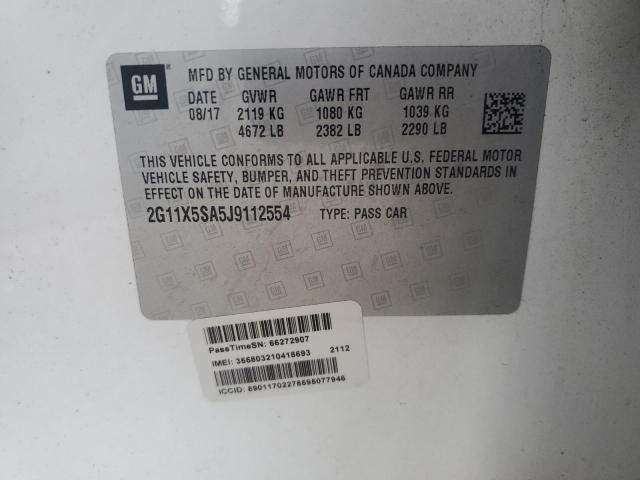 GM
MFD BY GENERAL MOTORS OF CANADA COMPANY
DATE GVWR GAWR FRT GAWR RR
08/17 2119 KG 1080 KG 1039 KG
4672 LB 2382 LB 2290 LB
THIS VEHICLE CONFORMS TO ALL APPLICABLE U.S. FEDERAL MOTOR
VEHICLE SAFETY, BUMPER, AND THEFT PREVENTION STANDARDS IN
EFFECT ON THE DATE OF MANUFACTURE SHOWN ABOVE.
2G11X5SA5J9112554 TYPE: PASS CAR
PassTimeSN: 66272907
IMEI: 355803210418693 2112
ICCID: 89011702278595077946